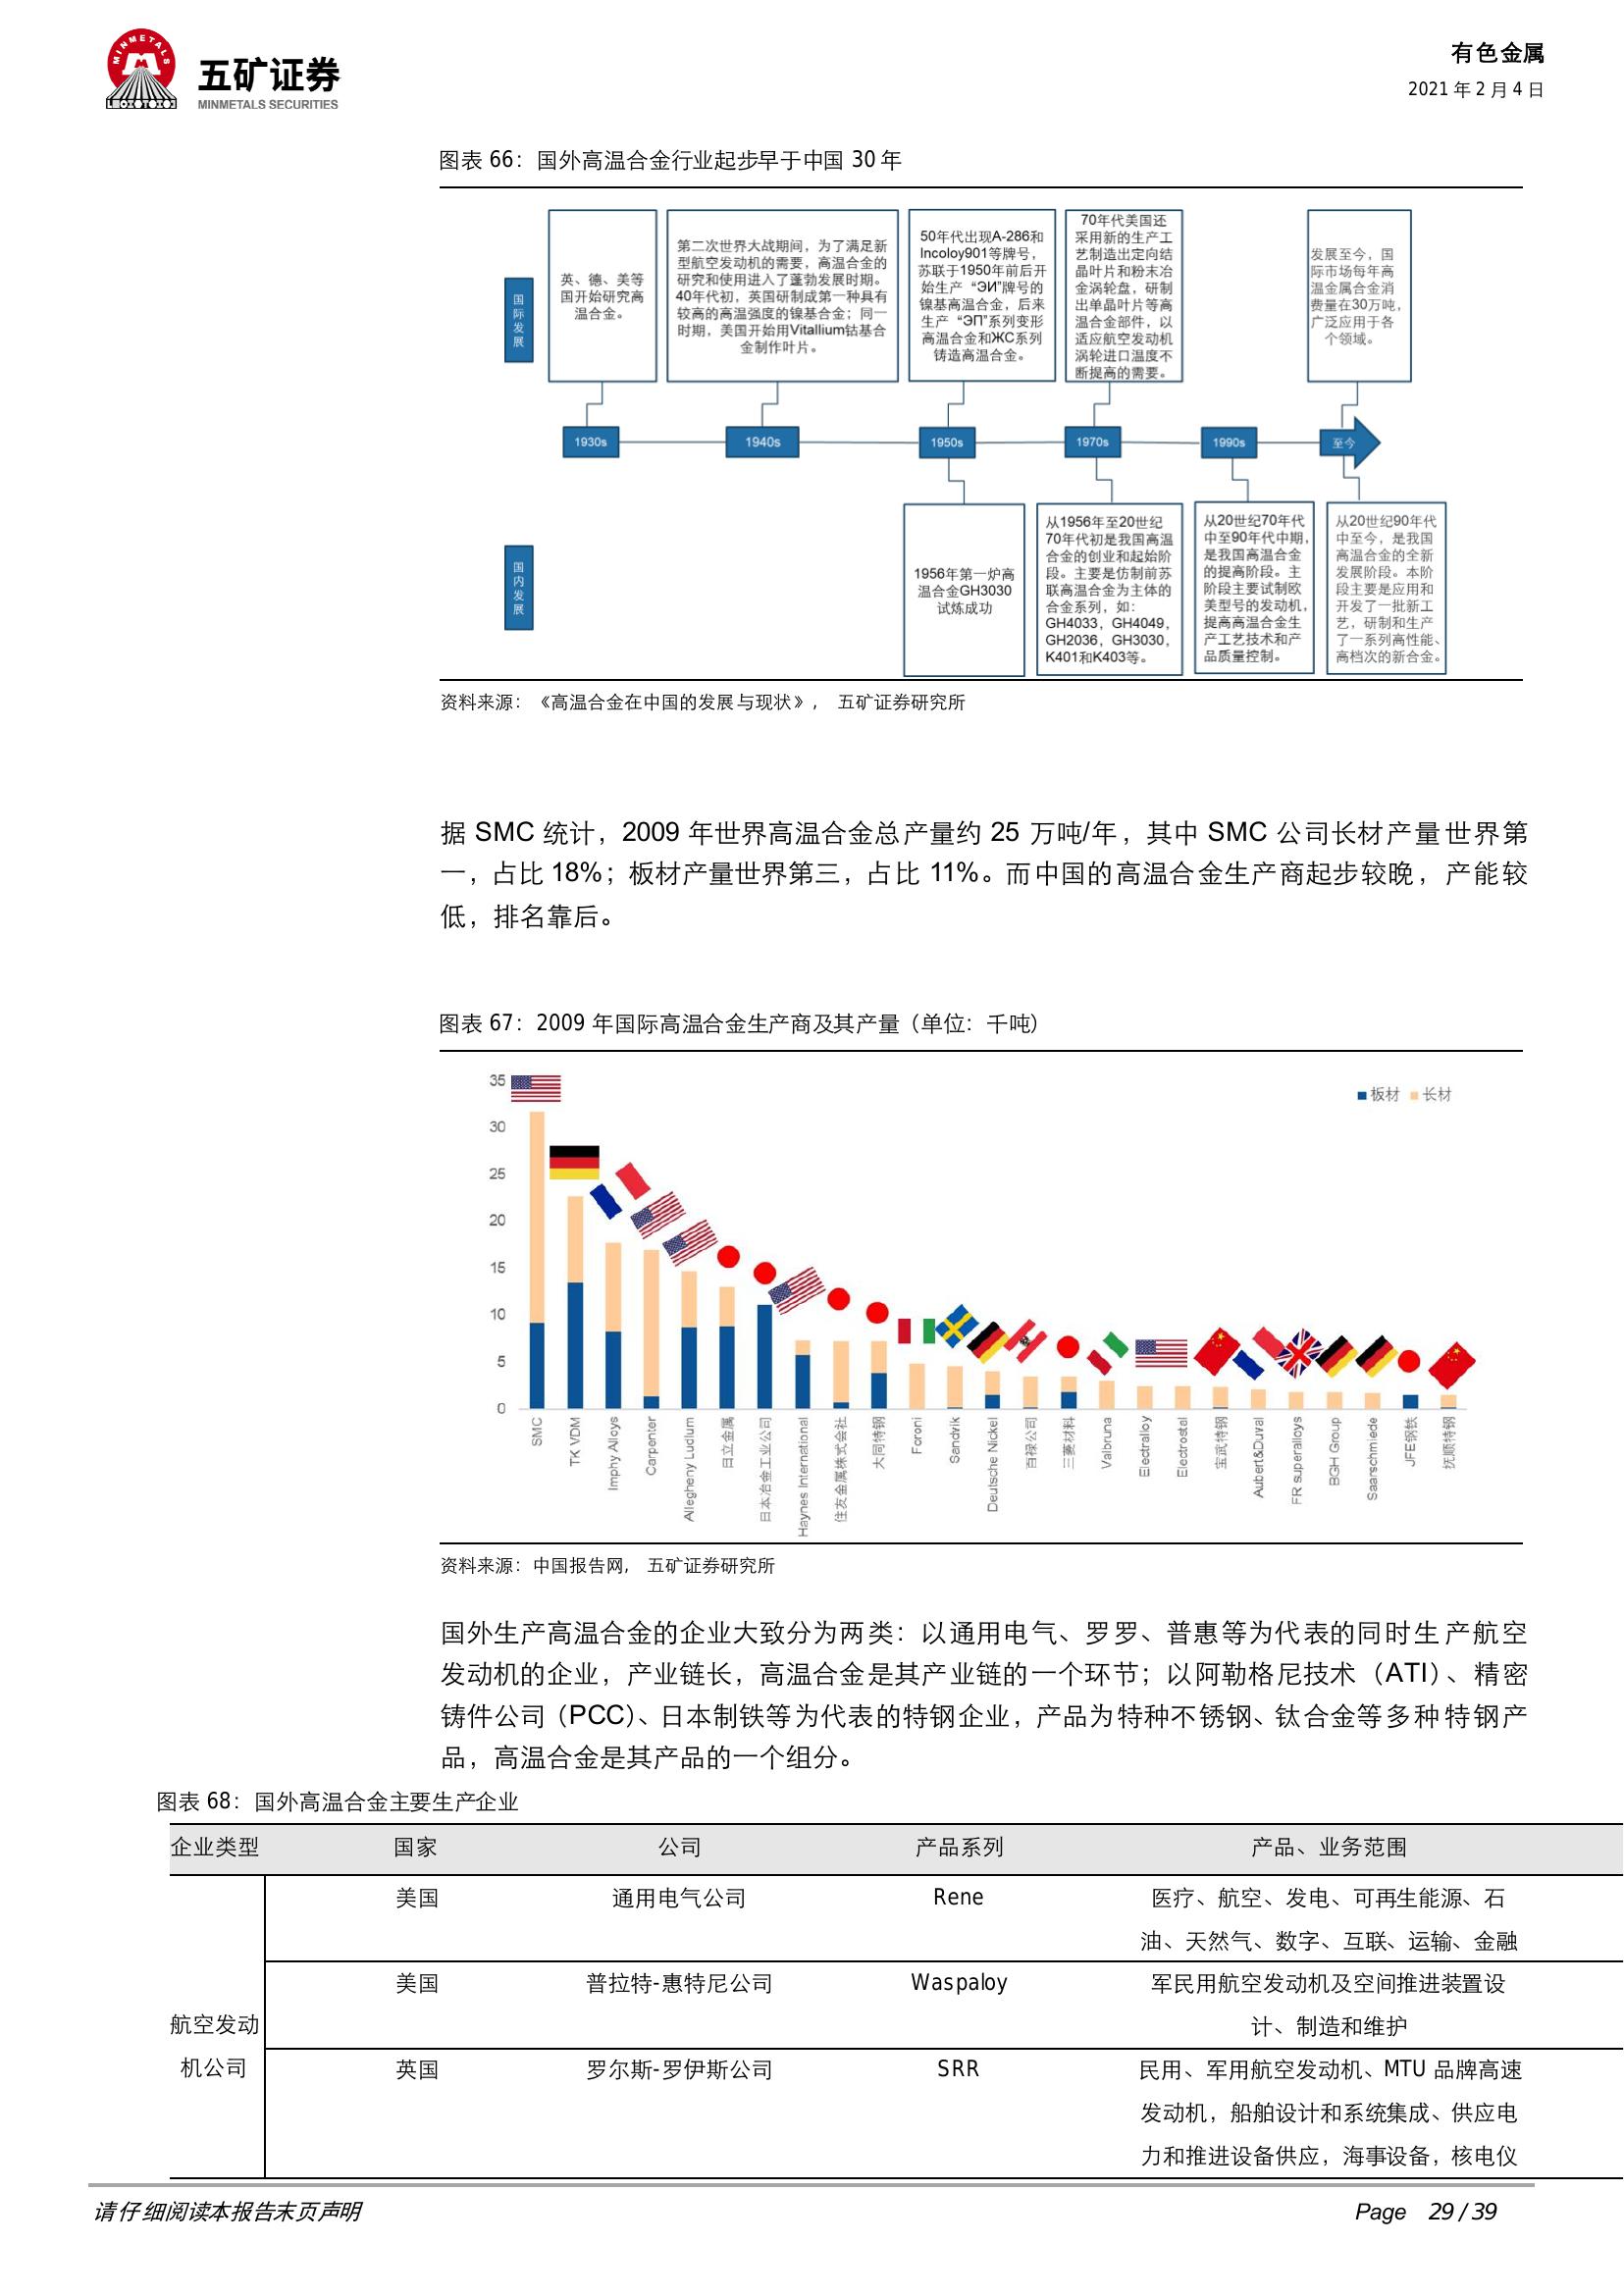 MINMETALS
五矿证券
MINMETALS SECURITIES
有色金属
2021 年 2 月 4 日
图表 66：国外高温合金行业起步早于中国 30 年
国际发展
英、德、美等
国开始研究高
温合金。
第二次世界大战期间，为了满足新
型航空发动机的需要，高温合金的
研究和使用进入了蓬勃发展时期。
40年代初，英国研制成第一种具有
较高的高温强度的镍基合金；同一
时期，美国开始用Vitallium钴基合
金制作叶片。
50年代出现A-286和
Incoloy901等牌号，
苏联于1950年前后开
始生产 “ЭИ”牌号的
镍基高温合金，后来
生产 “ЭП”系列变形
高温合金和ЖС系列
铸造高温合金。
70年代美国还
采用新的生产工
艺制造出定向结
晶叶片和粉末冶
金涡轮盘，研制
出单晶叶片等高
温合金部件，以
适应航空发动机
涡轮进口温度不
断提高的需要。
发展至今，国
际市场每年高
温金属合金消
费量在30万吨，
广泛应用于各
个领域。
1930s
1940s
1950s
1970s
1990s
至今
国内发展
1956年第一炉高
温合金GH3030
试炼成功
从1956年至20世纪
70年代初是我国高温
合金的创业和起始阶
段。主要是仿制前苏
联高温合金为主体的
合金系列，如：
GH4033，GH4049，
GH2036，GH3030，
K401和K403等。
从20世纪70年代
中至90年代中期，
是我国高温合金
的提高阶段。主
阶段主要试制欧
美型号的发动机，
提高高温合金生
产工艺技术和产
品质量控制。
从20世纪90年代
中至今，是我国
高温合金的全新
发展阶段。本阶
段主要是应用和
开发了一批新工
艺，研制和生产
了一系列高性能、
高档次的新合金。
资料来源：《高温合金在中国的发展与现状》， 五矿证券研究所
据 SMC 统计，2009 年世界高温合金总产量约 25 万吨/年，其中 SMC 公司长材产量世界第
一，占比 18%；板材产量世界第三，占比 11%。而中国的高温合金生产商起步较晚，产能较
低，排名靠后。
图表 67：2009 年国际高温合金生产商及其产量（单位：千吨）
35
30
25
20
15
10
5
0
板材 长材
SMC
TK VDM
Imphy Alloys
Carpenter
Allegheny Ludlum
日立金属
日本冶金工业公司
Haynes International
住友金属株式会社
大同特钢
Foroni
Sandvik
Deutsche Nickel
百禄公司
三菱材料
Valbruna
Electralloy
Electrostel
宝武特钢
Aubert&Duval
FR superalloys
BGH Group
Saarschmiede
JFE钢铁
抚顺特钢
资料来源：中国报告网， 五矿证券研究所
国外生产高温合金的企业大致分为两类：以通用电气、罗罗、普惠等为代表的同时生产航空
发动机的企业，产业链长，高温合金是其产业链的一个环节；以阿勒格尼技术（ATI）、精密
铸件公司（PCC）、日本制铁等为代表的特钢企业，产品为特种不锈钢、钛合金等多种特钢产
品，高温合金是其产品的一个组分。
图表 68：国外高温合金主要生产企业
企业类型 国家 公司 产品系列 产品、业务范围
航空发动
机公司
美国 通用电气公司 Rene 医疗、航空、发电、可再生能源、石
油、天然气、数字、互联、运输、金融
美国 普拉特-惠特尼公司 Waspaloy 军民用航空发动机及空间推进装置设
计、制造和维护
英国 罗尔斯-罗伊斯公司 SRR 民用、军用航空发动机、MTU 品牌高速
发动机，船舶设计和系统集成、供应电
力和推进设备供应，海事设备，核电仪
请仔细阅读本报告末页声明
Page 29 / 39